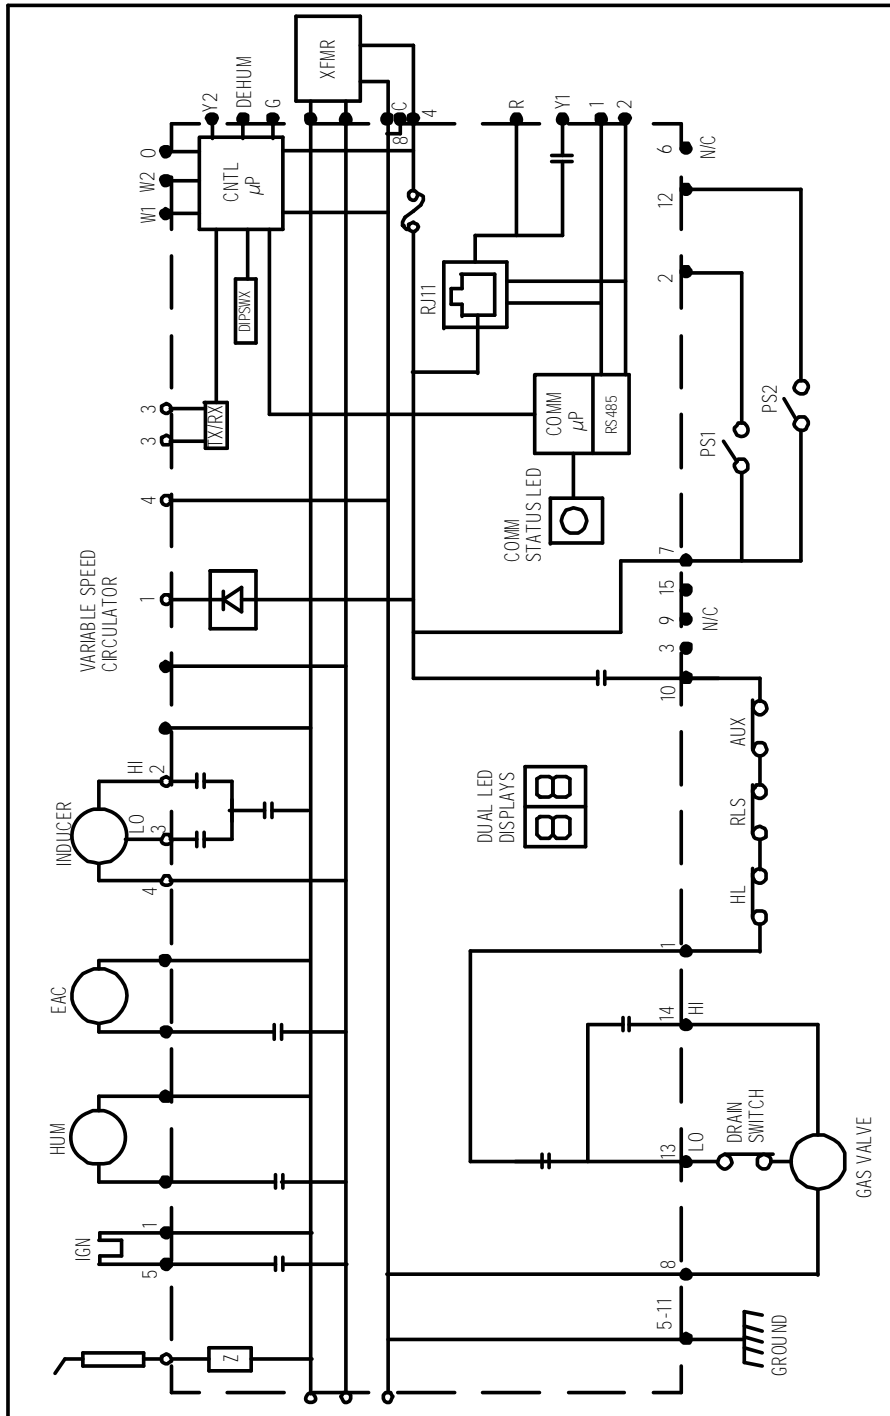 XFMR
Y2
DEHUM
G
8
C
4
R
Y1
1
2
O
W2
W1
CNTL
µP
DIPSWX
RJ11
6
N/C
12
2
3
3
TX/RX
COMM
µP
RS485
PS1
PS2
4
COMM
STATUS LED
VARIABLE SPEED
CIRCULATOR
1
7
15
9
N/C
3
10
INDUCER
HI
2
LO
3
4
DUAL LED
DISPLAYS
AUX
RLS
HL
1
EAC
14
HI
HUM
13
LO
DRAIN
SWITCH
GAS VALVE
IGN
1
5
8
5-11
GROUND
Z